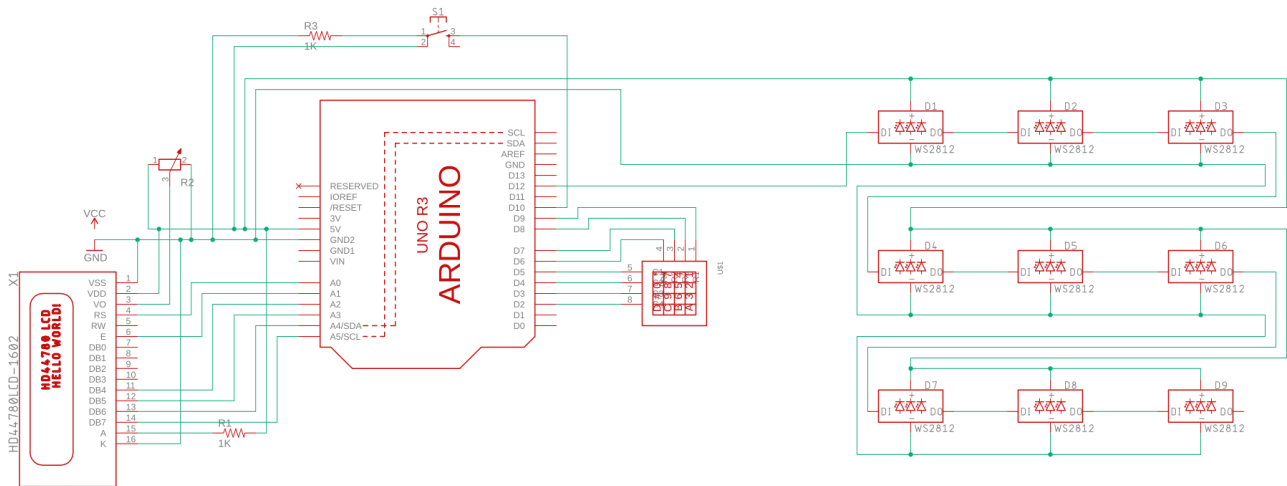 S1
R3
1
3
2
4
1K
D1
D2
D3
DI
DO
DI
DO
DI
DO
WS2812
WS2812
WS2812
SCL
SDA
AREF
GND
D13
D12
D11
D10
D9
D8
D7
D6
D5
D4
D3
D2
D1
D0
RESERVED
IOREF
/RESET
3V
5V
GND2
GND1
VIN
A0
A1
A2
A3
A4/SDA
A5/SCL
UNO R3
ARDUINO
1
2
3
R2
VCC
GND
X1
HD44780LCD-1602
HD44780 LCD
HELLO WORLD!
VSS
VDD
VO
RS
RW
E
DB0
DB1
DB2
DB3
DB4
DB5
DB6
DB7
A
K
1
2
3
4
5
6
7
8
9
10
11
12
13
14
15
16
R1
1K
4
3
2
1
5
6
7
8
U$1
D4
D5
D6
DI
DO
DI
DO
DI
DO
WS2812
WS2812
WS2812
D7
D8
D9
DI
DO
DI
DO
DI
DO
WS2812
WS2812
WS2812